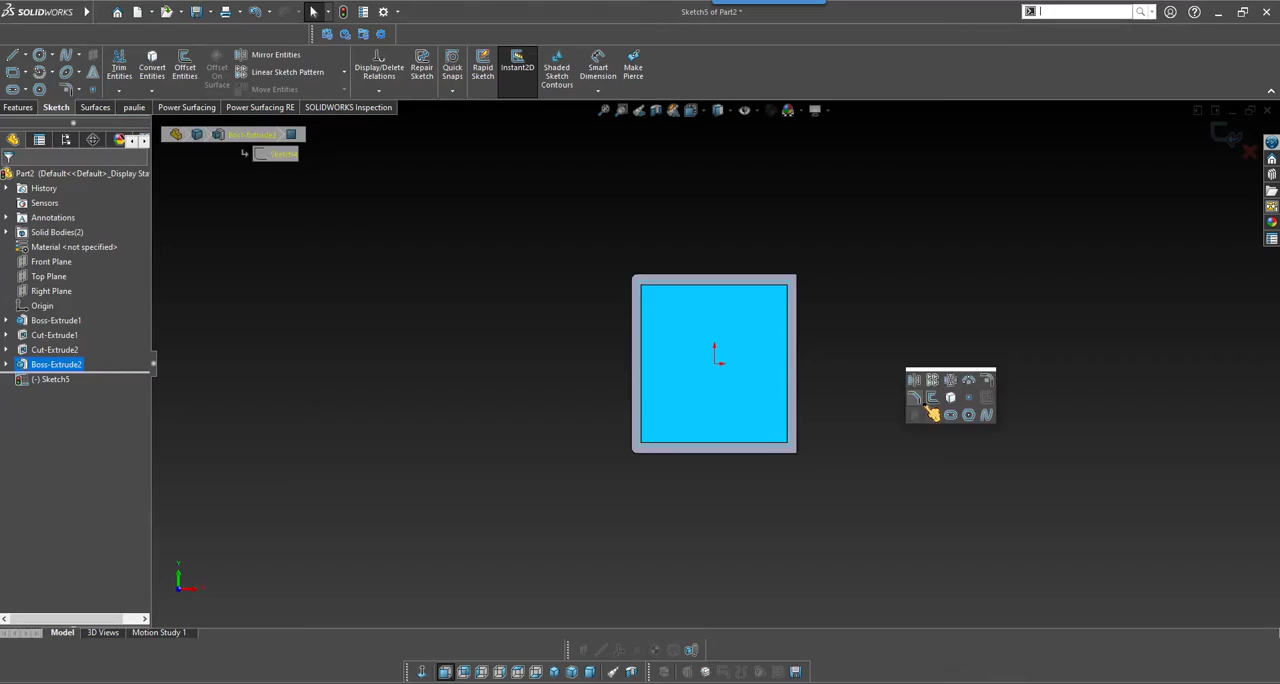 SOLIDWORKS
Sketch5 of Part2 *
Trim Entities
Convert Entities
Offset Entities
Offset On Surface
Mirror Entities
Linear Sketch Pattern
Move Entities
Display/Delete Relations
Repair Sketch
Quick Snaps
Rapid Sketch
Instant2D
Shaded Sketch Contours
Smart Dimension
Make Pierce
Features
Sketch
Surfaces
paulie
Power Surfacing
Power Surfacing RE
SOLIDWORKS Inspection
Boss-Extrude2
Sketch4
Part2 (Default<<Default>_Display Sta
History
Sensors
Annotations
Solid Bodies(2)
Material <not specified>
Front Plane
Top Plane
Right Plane
Origin
Boss-Extrude1
Cut-Extrude1
Cut-Extrude2
Boss-Extrude2
(-) Sketch5
Y
Model
3D Views
Motion Study 1